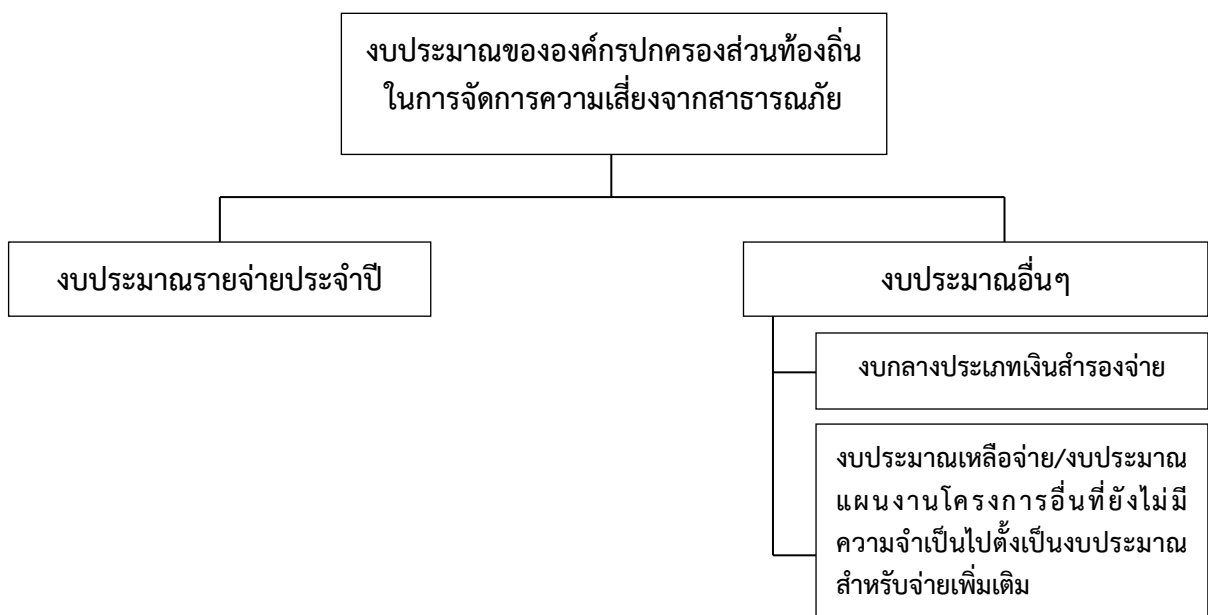 งบประมาณขององค์กรปกครองส่วนท้องถิ่น
ในการจัดการความเสี่ยงจากสาธารณภัย
งบประมาณรายจ่ายประจำปี
งบประมาณอื่นๆ
งบกลางประเภทเงินสำรองจ่าย
งบประมาณเหลือจ่าย/งบประมาณ
แผนงานโครงการอื่นที่ยังไม่มี
ความจำเป็นไปตั้งเป็นงบประมาณ
สำหรับจ่ายเพิ่มเติม